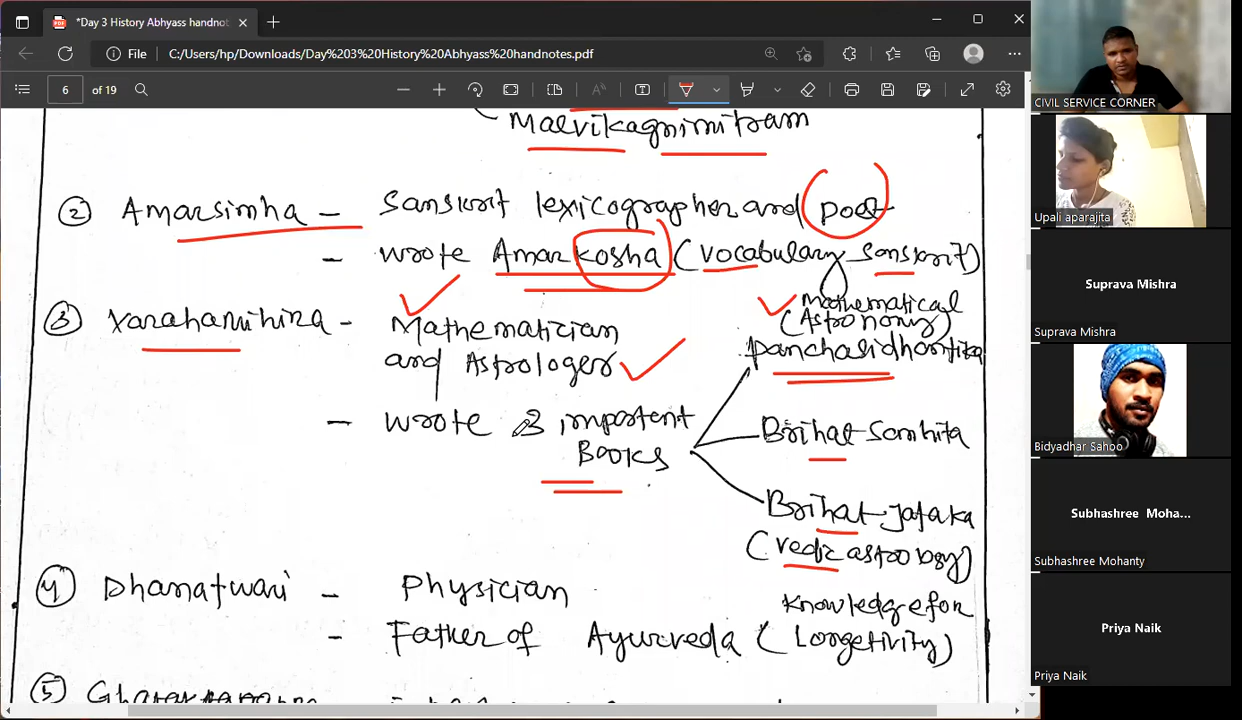 *Day 3 History Abhyass handnote
File
C:/Users/hp/Downloads/Day%203%20History%20Abhyass%20handnotes.pdf
6 of 19
Malvikagnimitram
② Amarsimha - Sanskrit lexicographer and poet
- wrote Amarkosha (vocabulary Sanskrit)
③ Varahamihira - Mathematician and Astrologer
- wrote 3 important Books
Mathematical (Astronomy)
Panchasidhantika
Brihat Samhita
Brihat Jataka
(Vedic astrology)
④ Dhanatwari - Physician
- Father of Ayurveda (Knowledge for Longetivity)
⑤
CIVIL SERVICE CORNER
Upali aparajita
Suprava Mishra
Suprava Mishra
Bidyadhar Sahoo
Subhashree Moha...
Subhashree Mohanty
Priya Naik
Priya Naik